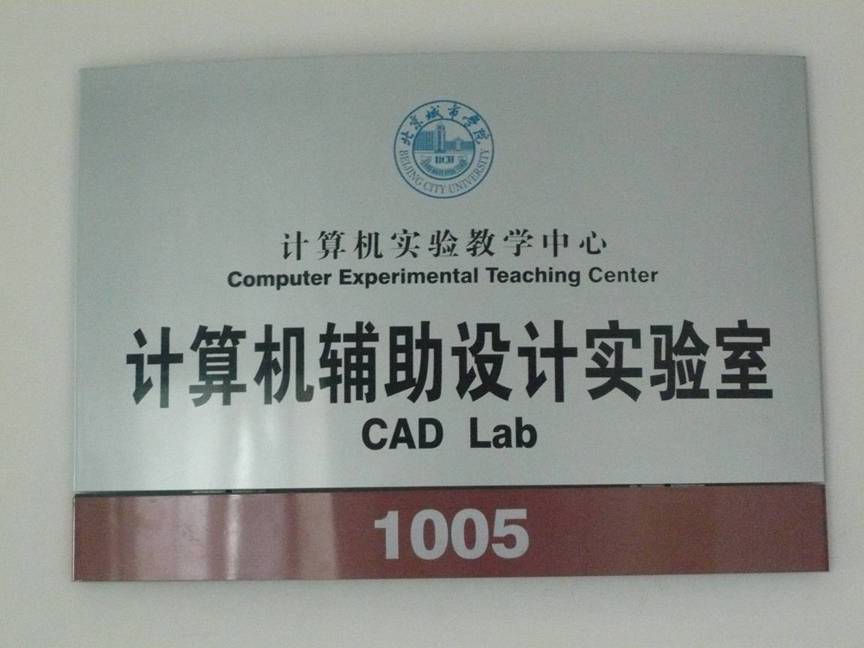 北京城市学院
BCU
BEIJING CITY UNIVERSITY
计算机实验教学中心
Computer Experimental Teaching Center
计算机辅助设计实验室
CAD Lab
1005